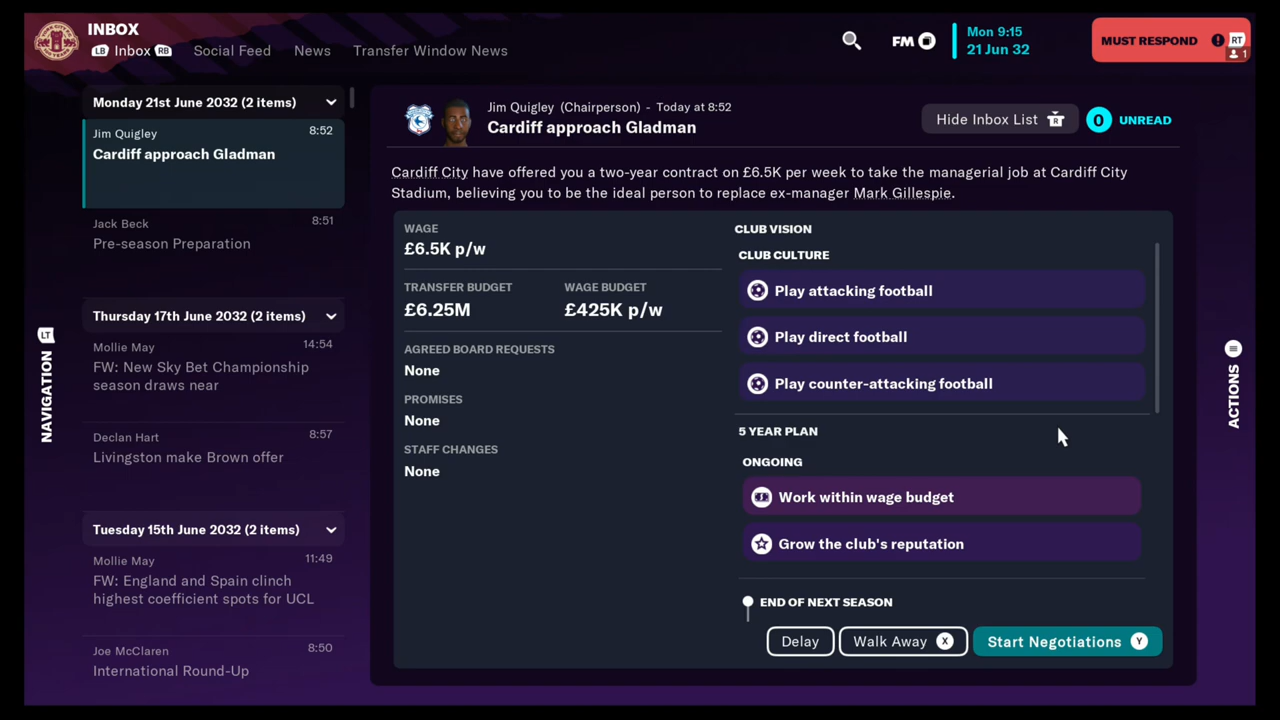 INBOX
LB Inbox RB Social Feed News Transfer Window News
FM
Mon 9:15
21 Jun 32
MUST RESPOND
RT
1
Monday 21st June 2032 (2 items)
Jim Quigley 8:52
Cardiff approach Gladman
Jack Beck 8:51
Pre-season Preparation
Thursday 17th June 2032 (2 items)
Mollie May 14:54
FW: New Sky Bet Championship
season draws near
Declan Hart 8:57
Livingston make Brown offer
Tuesday 15th June 2032 (2 items)
Mollie May 11:49
FW: England and Spain clinch
highest coefficient spots for UCL
Joe McClaren 8:50
International Round-Up
LT
NAVIGATION
Jim Quigley (Chairperson) - Today at 8:52
Cardiff approach Gladman
Hide Inbox List R
0 UNREAD
Cardiff City have offered you a two-year contract on £6.5K per week to take the managerial job at Cardiff City
Stadium, believing you to be the ideal person to replace ex-manager Mark Gillespie.
WAGE
£6.5K p/w
TRANSFER BUDGET WAGE BUDGET
£6.25M £425K p/w
AGREED BOARD REQUESTS
None
PROMISES
None
STAFF CHANGES
None
CLUB VISION
CLUB CULTURE
Play attacking football
Play direct football
Play counter-attacking football
5 YEAR PLAN
ONGOING
Work within wage budget
Grow the club's reputation
END OF NEXT SEASON
Delay Walk Away X Start Negotiations Y
ACTIONS